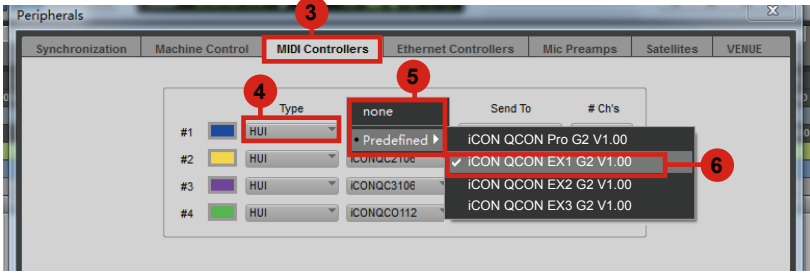 3
Peripherals
Synchronization Machine Control MIDI Controllers Ethernet Controllers Mic Preamps Satellites VENUE
4 5
Type none Send To # Ch's
#1 HUI • Predefined iCON QCON Pro G2 V1.00
#2 HUI iCONQC2106 ✓ iCON QCON EX1 G2 V1.00 6
#3 HUI iCONQC3106 iCON QCON EX2 G2 V1.00
#4 HUI iCONQCO112 iCON QCON EX3 G2 V1.00